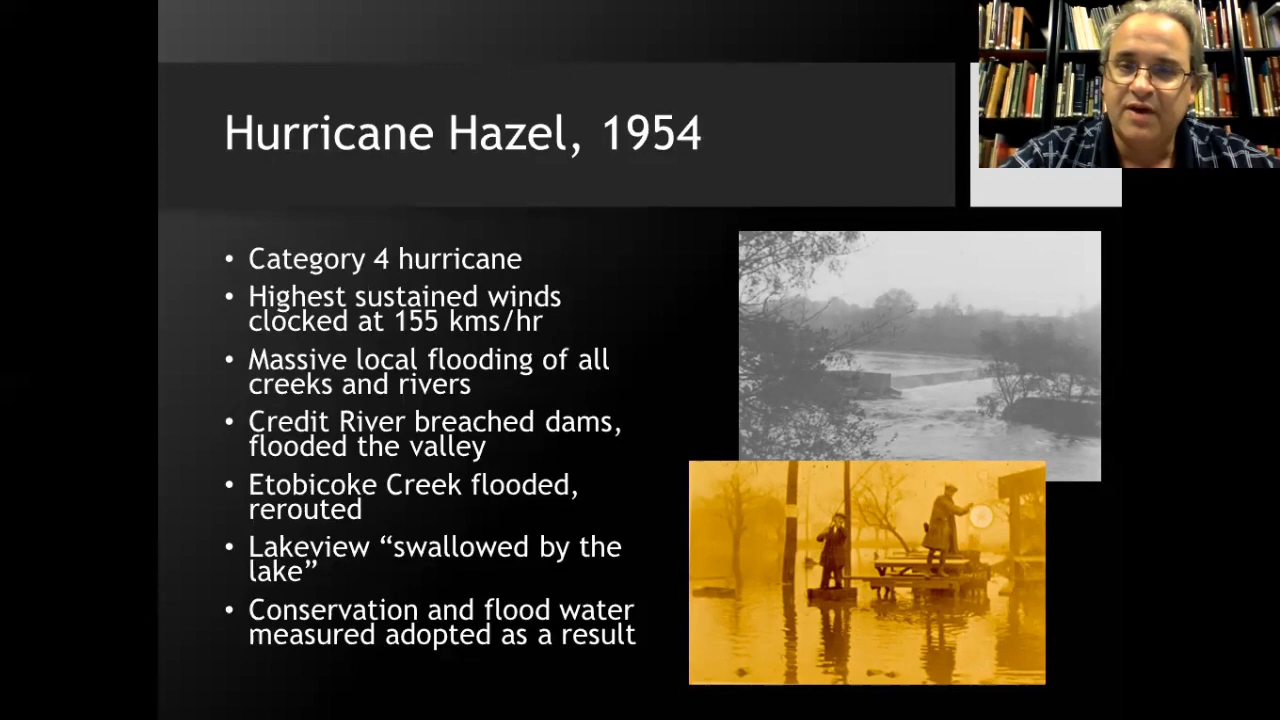 Hurricane Hazel, 1954
• Category 4 hurricane
• Highest sustained winds
clocked at 155 kms/hr
• Massive local flooding of all
creeks and rivers
• Credit River breached dams,
flooded the valley
• Etobicoke Creek flooded,
rerouted
• Lakeview “swallowed by the
lake”
• Conservation and flood water
measured adopted as a result